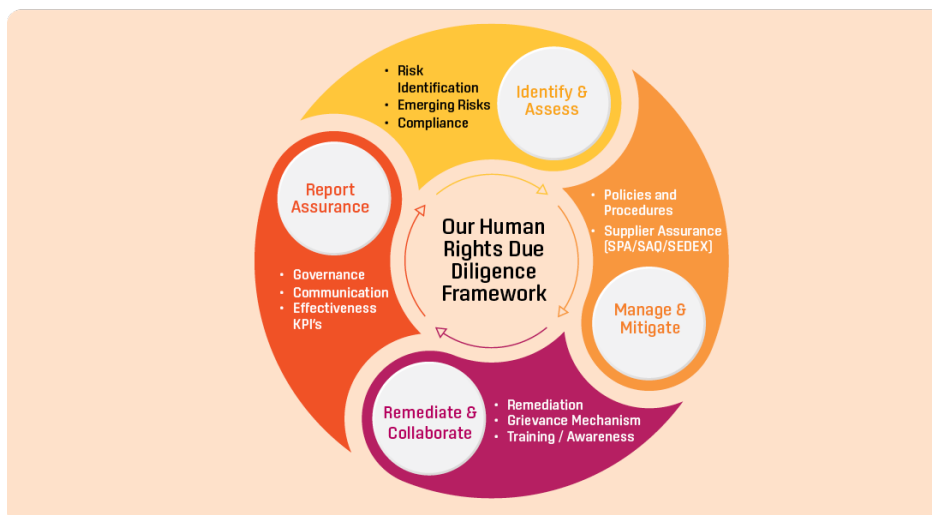 • Risk
Identification
• Emerging Risks
• Compliance
Identify &
Assess
• Policies and
Procedures
• Supplier Assurance
(SPA/SAQ/SEDEX)
Manage &
Mitigate
• Remediation
• Grievance Mechanism
• Training / Awareness
Remediate &
Collaborate
Report
Assurance
• Governance
• Communication
• Effectiveness
KPI's
Our Human
Rights Due
Diligence
Framework